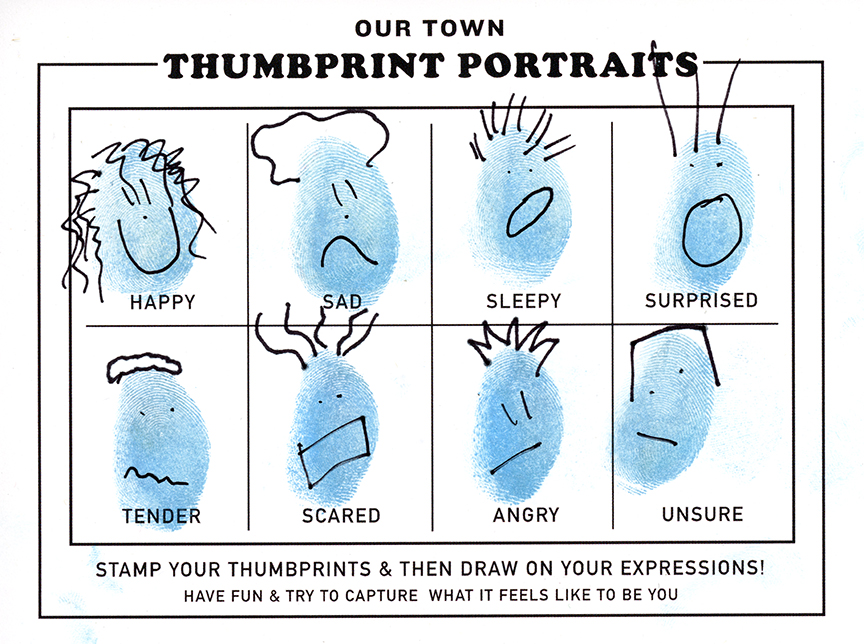 OUR TOWN
THUMBPRINT PORTRAITS
HAPPY
SAD
SLEEPY
SURPRISED
TENDER
SCARED
ANGRY
UNSURE
STAMP YOUR THUMBPRINTS & THEN DRAW ON YOUR EXPRESSIONS!
HAVE FUN & TRY TO CAPTURE WHAT IT FEELS LIKE TO BE YOU